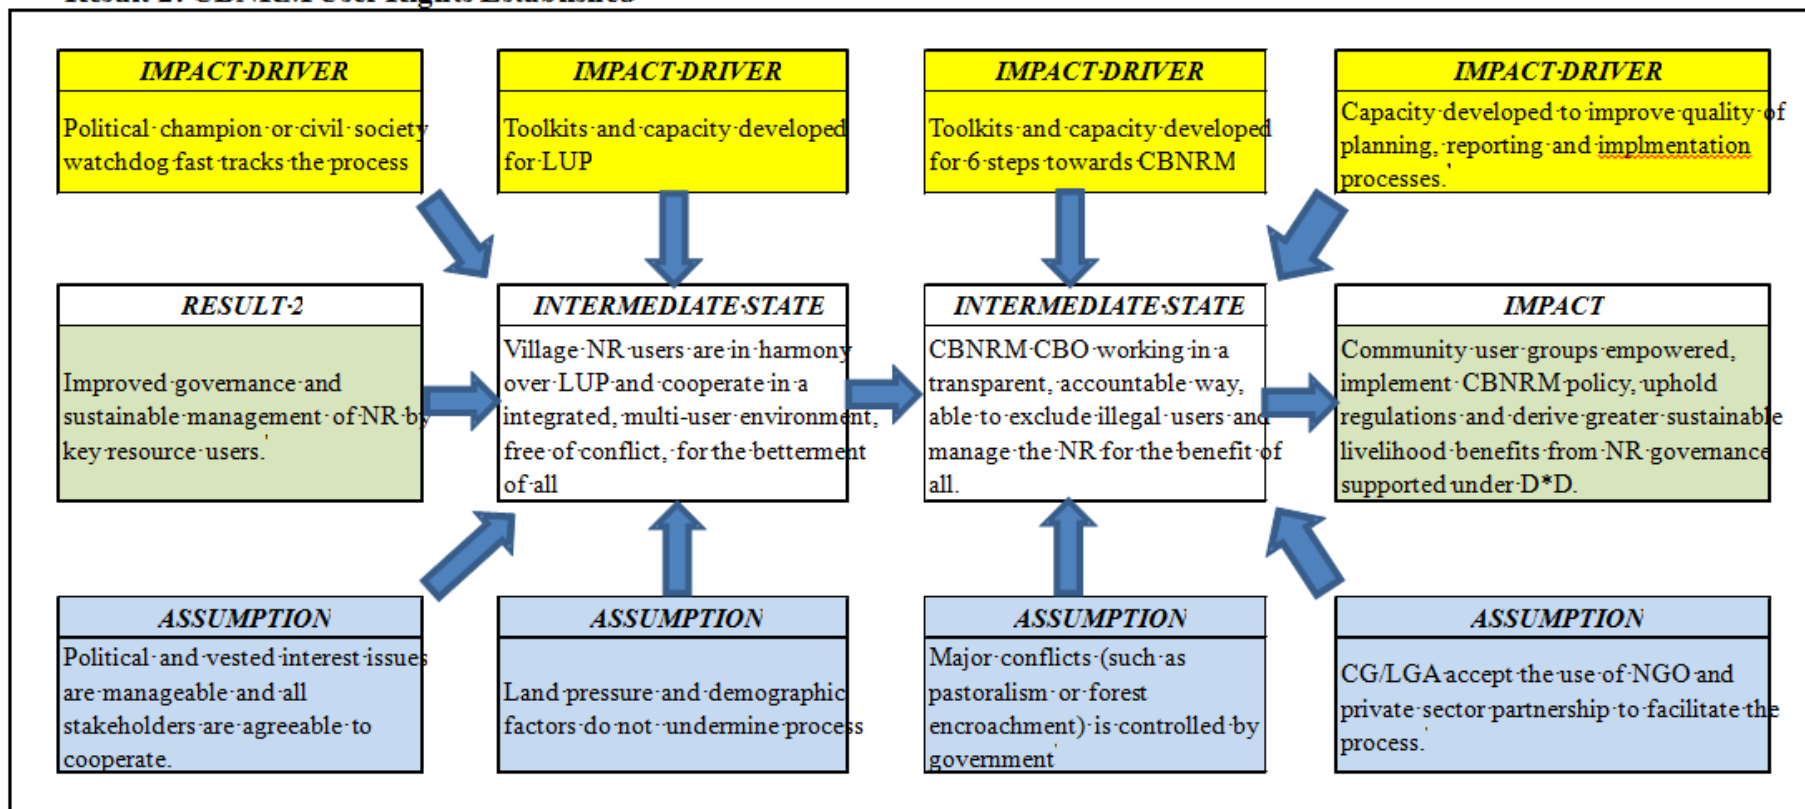 Result 2: CBNRM User Rights Established
IMPACT·DRIVER
Political·champion·or·civil·society·
watchdog·fast·tracks·the·process
IMPACT·DRIVER
Toolkits·and·capacity·developed·
for·LUP
IMPACT·DRIVER
Toolkits·and·capacity·developed·
for·6·steps·towards·CBNRM
IMPACT·DRIVER
Capacity·developed·to·improve·quality·of·
planning,·reporting·and·implmentation·
processes.'
RESULT·2
Improved·governance·and·
sustainable·management·of·NR·by·
key·resource·users.'
INTERMEDIATE·STATE
Village·NR·users·are·in·harmony·
over·LUP·and·cooperate·in·a·
integrated,·multi-user·environment,·
free·of·conflict,·for·the·betterment·
of·all
INTERMEDIATE·STATE
CBNRM·CBO·working·in·a·
transparent,·accountable·way,·
able·to·exclude·illegal·users·and·
manage·the·NR·for·the·benefit·of·
all.
IMPACT
Community·user·groups·empowered,·
implement·CBNRM·policy,·uphold·
regulations·and·derive·greater·sustainable·
livelihood·benefits·from·NR·governance·
supported·under·D*D.
ASSUMPTION
Political·and·vested·interest·issues·
are·manageable·and·all·
stakeholders·are·agreeable·to·
cooperate.
ASSUMPTION
Land·pressure·and·demographic·
factors·do·not·undermine·process
ASSUMPTION
Major·conflicts·(such·as·
pastoralism·or·forest·
encroachment)·is·controlled·by·
government'
ASSUMPTION
CG/LGA·accept·the·use·of·NGO·and·
private·sector·partnership·to·facilitate·the·
process.'